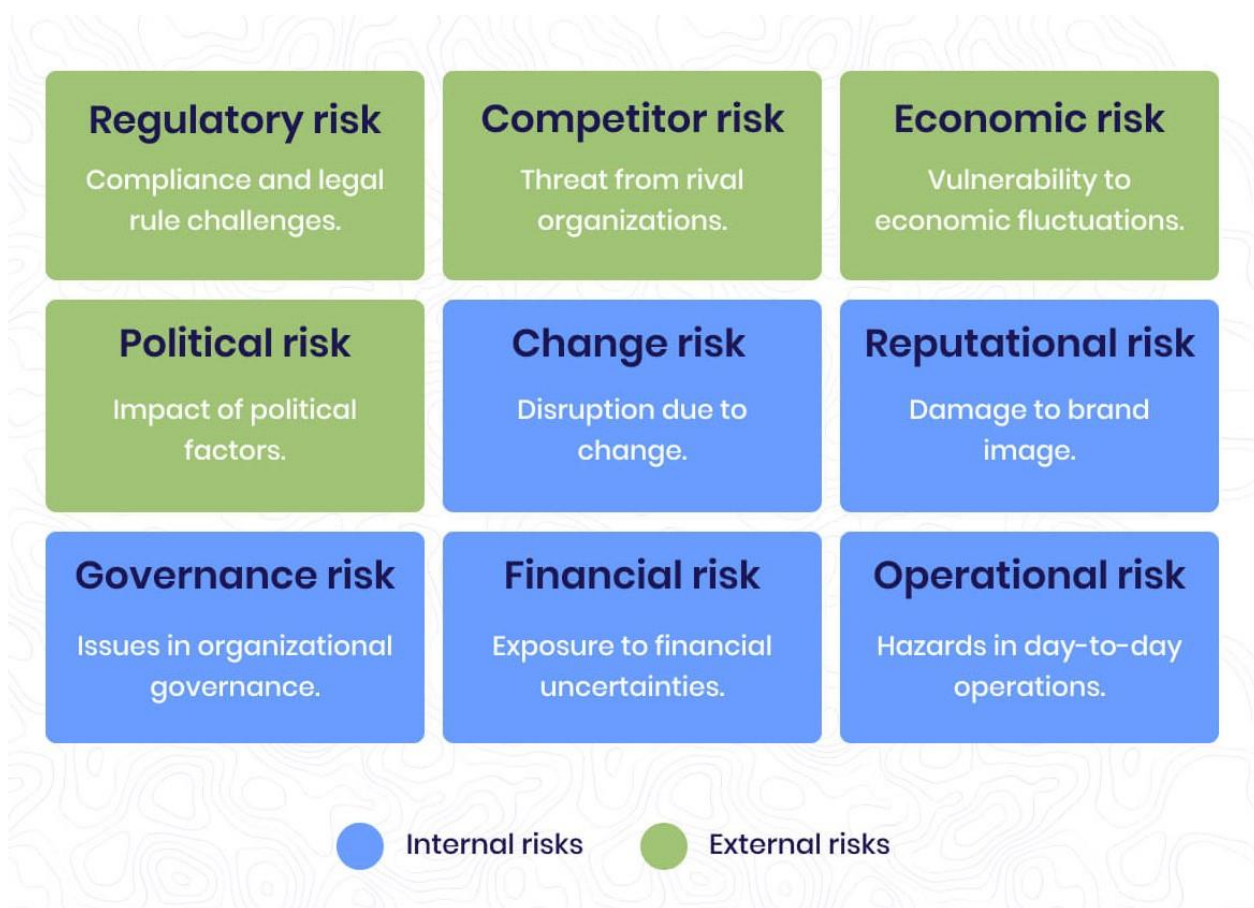 Regulatory risk
Compliance and legal
rule challenges.
Competitor risk
Threat from rival
organizations.
Economic risk
Vulnerability to
economic fluctuations.
Political risk
Impact of political
factors.
Change risk
Disruption due to
change.
Reputational risk
Damage to brand
image.
Governance risk
Issues in organizational
governance.
Financial risk
Exposure to financial
uncertainties.
Operational risk
Hazards in day-to-day
operations.
Internal risks
External risks